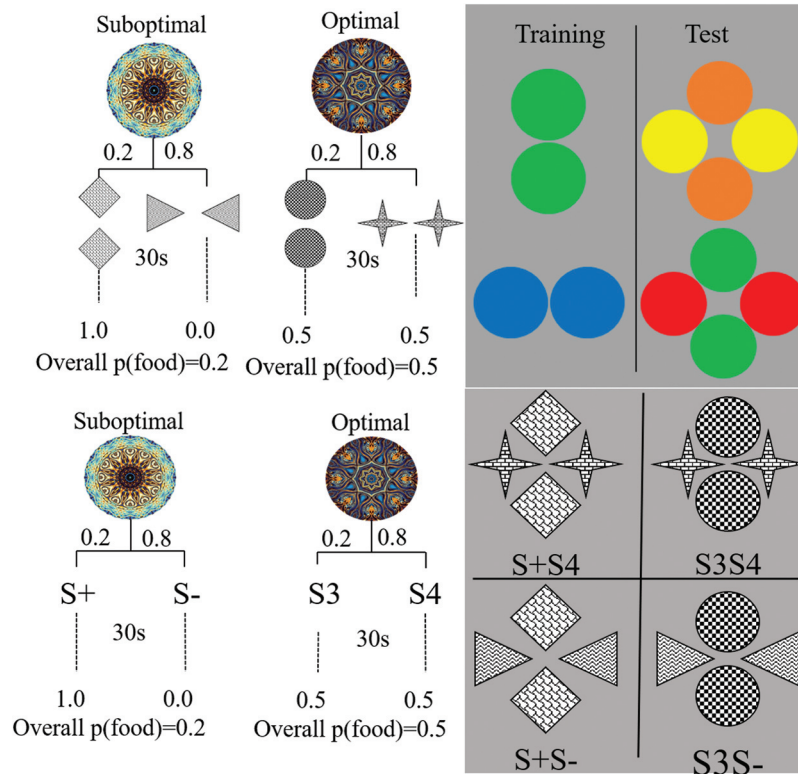 Suboptimal
0.2 0.8
30s
1.0 0.0
Overall p(food)=0.2
Optimal
0.2 0.8
30s
0.5 0.5
Overall p(food)=0.5
Training Test
Suboptimal
0.2 0.8
S+ S-
30s
1.0 0.0
Overall p(food)=0.2
Optimal
0.2 0.8
S3 S4
30s
0.5 0.5
Overall p(food)=0.5
S+S4 S3S4
S+S- S3S-